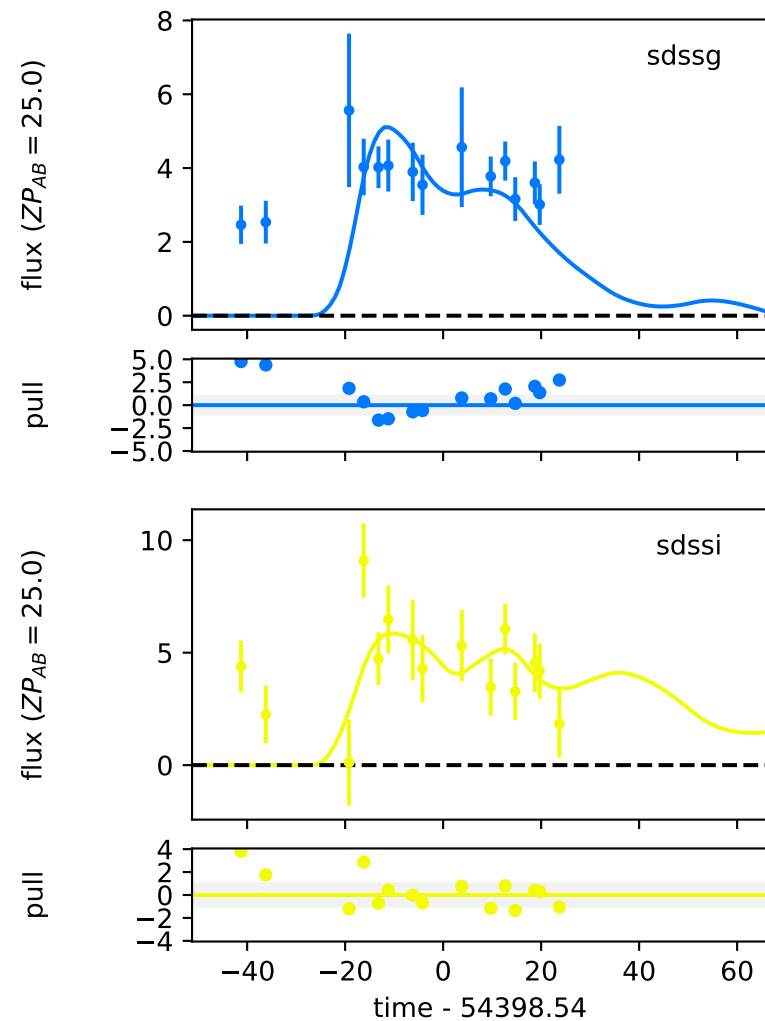 8
6
4
2
0
flux (ZP_AB = 25.0)
sdssg
5.0
2.5
0.0
−2.5
−5.0
pull
10
5
0
flux (ZP_AB = 25.0)
sdssi
4
2
0
−2
−4
pull
−40 −20 0 20 40 60
time - 54398.54